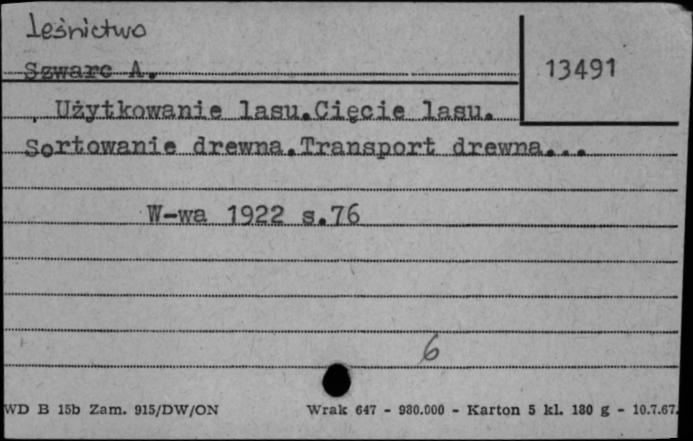 leśnictwo
Szwarc A.
13491
Użytkowanie lasu.Cięcie lasu.
Sortowanie drewna.Transport drewna...
W-wa 1922 s.76
6
WD B 15b Zam. 915/DW/ON Wrak 647 - 980.000 - Karton 5 kl. 180 g - 10.7.67.